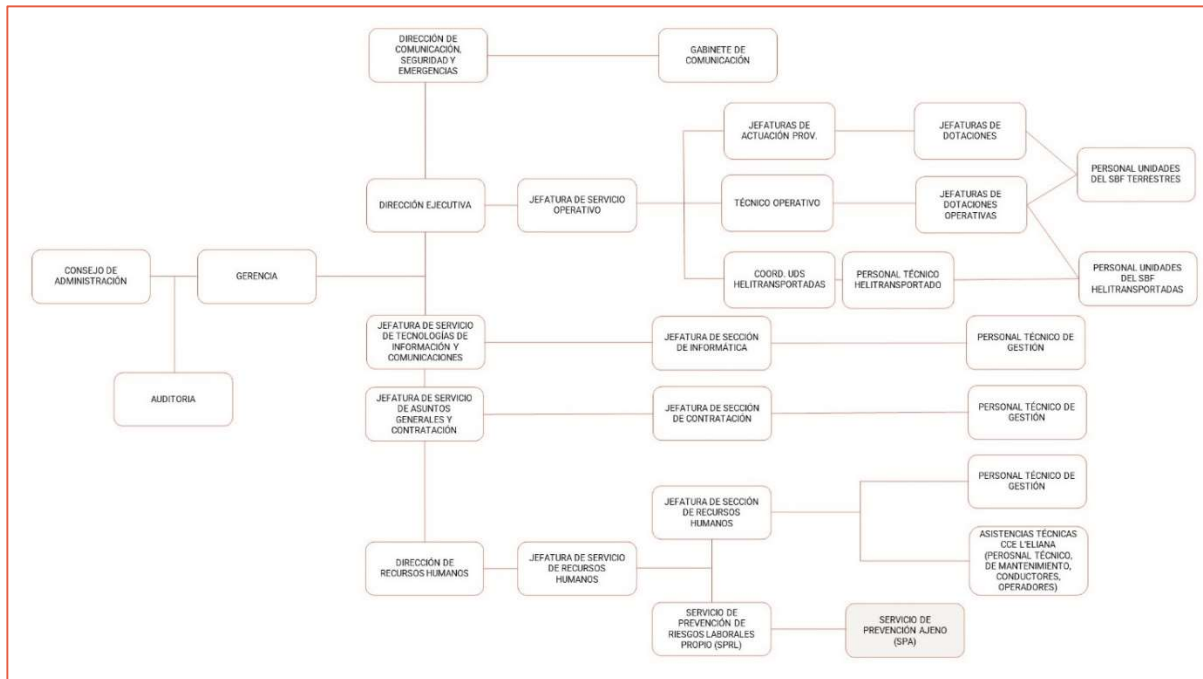 DIRECCIÓN DE
COMUNICACIÓN,
SEGURIDAD Y
EMERGENCIAS
GABINETE DE
COMUNICACIÓN
JEFATURAS DE
ACTUACIÓN PROV.
JEFATURAS DE
DOTACIONES
PERSONAL UNIDADES
DEL SBF TERRESTRES
DIRECCIÓN EJECUTIVA
JEFATURA DE SERVICIO
OPERATIVO
TÉCNICO OPERATIVO
JEFATURAS DE
DOTACIONES
OPERATIVAS
CONSEJO DE
ADMINISTRACIÓN
GERENCIA
COORD. UDS
HELITRANSPORTADAS
PERSONAL TÉCNICO
HELITRANSPORTADO
PERSONAL UNIDADES
DEL SBF
HELITRANSPORTADAS
JEFATURA DE SERVICIO
DE TECNOLOGÍAS DE
INFORMACIÓN Y
COMUNICACIONES
JEFATURA DE SECCIÓN
DE INFORMÁTICA
PERSONAL TÉCNICO DE
GESTIÓN
AUDITORIA
JEFATURA DE SERVICIO
DE ASUNTOS
GENERALES Y
CONTRATACIÓN
JEFATURA DE SECCIÓN
DE CONTRATACIÓN
PERSONAL TÉCNICO DE
GESTIÓN
JEFATURA DE SECCIÓN
DE RECURSOS
HUMANOS
PERSONAL TÉCNICO DE
GESTIÓN
DIRECCIÓN DE
RECURSOS HUMANOS
JEFATURA DE SERVICIO
DE RECURSOS
HUMANOS
ASISTENCIAS TÉCNICAS
CCE L'ELIANA
(PEROSNAL TÉCNICO,
DE MANTENIMIENTO,
CONDUCTORES,
OPERADORES)
SERVICIO DE
PREVENCIÓN DE
RIESGOS LABORALES
PROPIO (SPRL)
SERVICIO DE
PREVENCIÓN AJENO
(SPA)